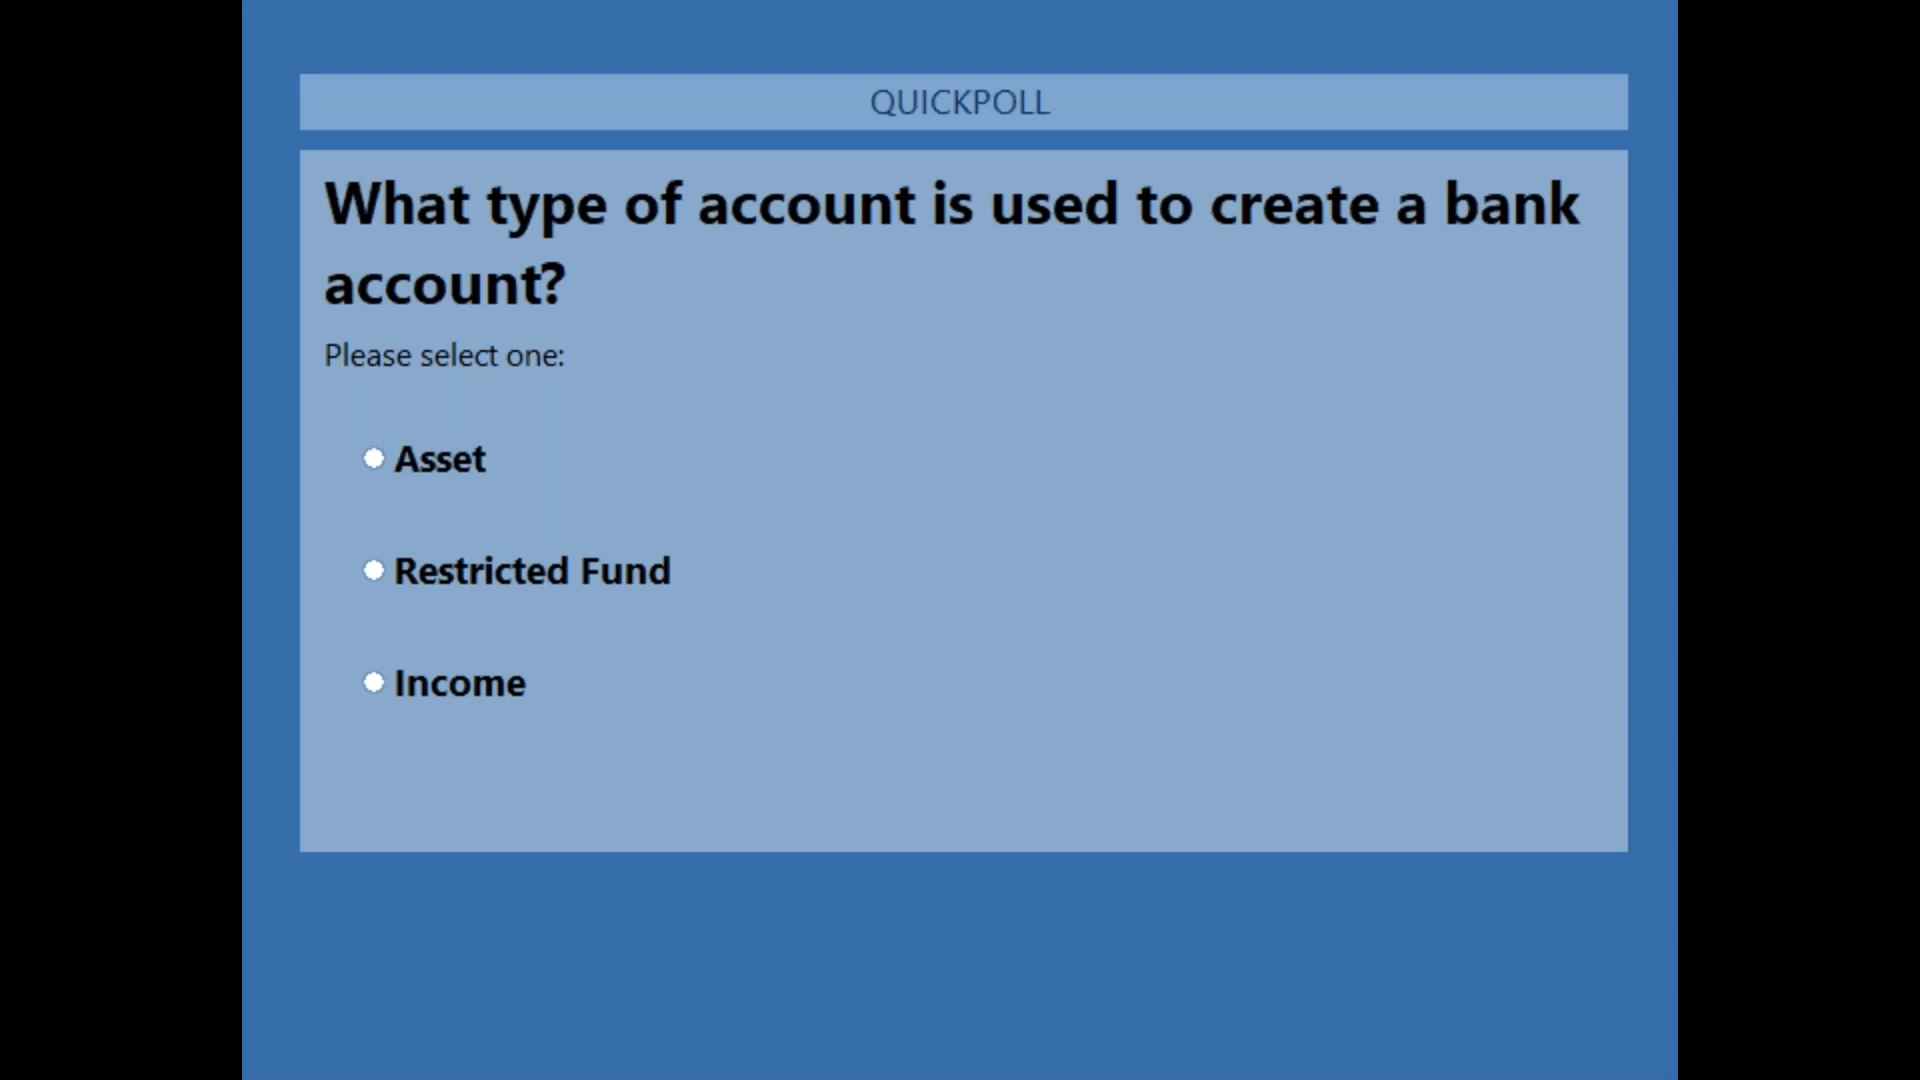 QUICKPOLL
What type of account is used to create a bank
account?
Please select one:
Asset
Restricted Fund
Income